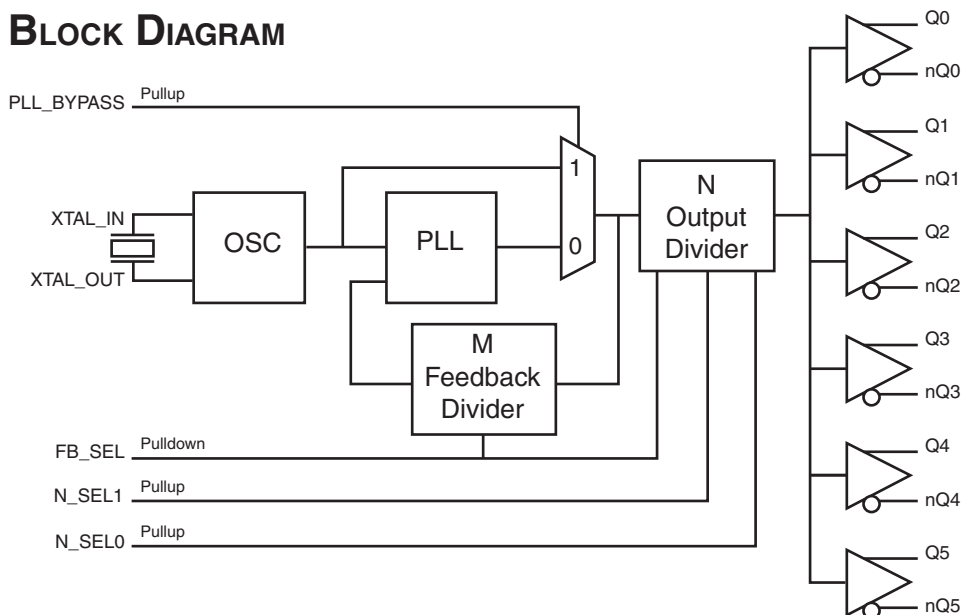 BLOCK DIAGRAM
PLL_BYPASS Pullup
XTAL_IN
XTAL_OUT
OSC
PLL
1
0
N
Output
Divider
M
Feedback
Divider
FB_SEL Pulldown
N_SEL1 Pullup
N_SEL0 Pullup
Q0
nQ0
Q1
nQ1
Q2
nQ2
Q3
nQ3
Q4
nQ4
Q5
nQ5